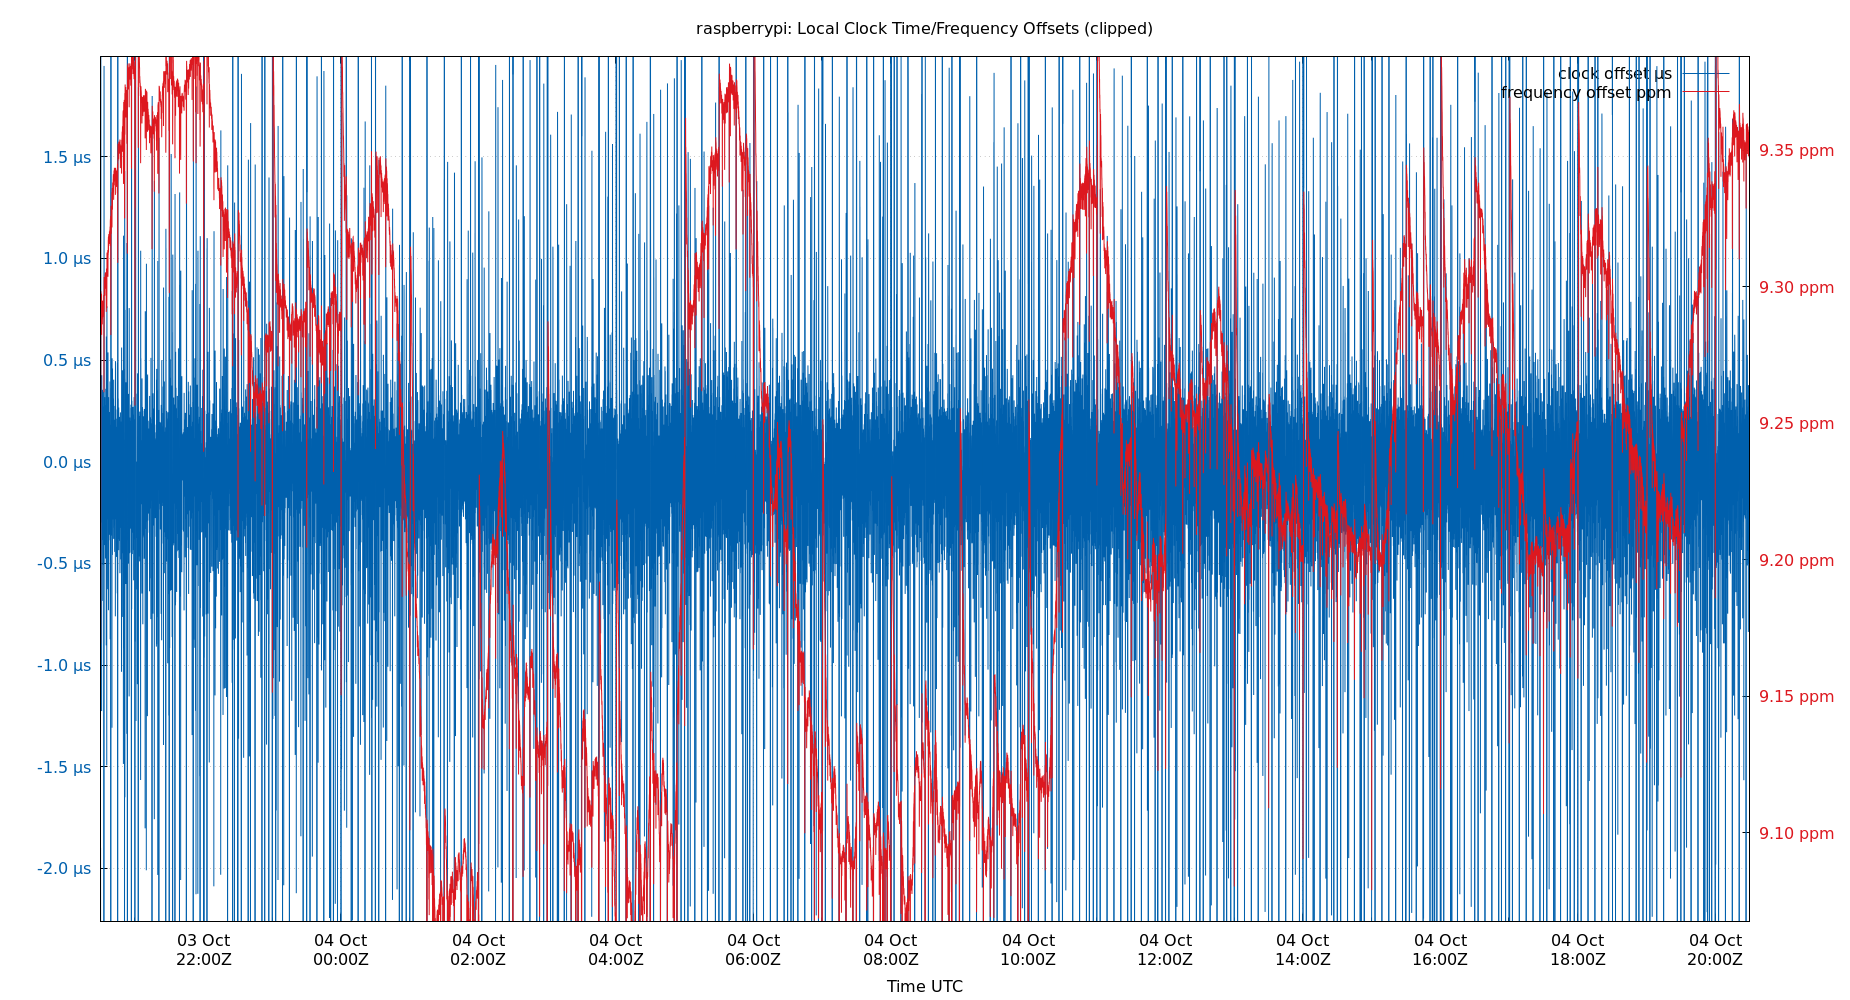 raspberrypi: Local Clock Time/Frequency Offsets (clipped)
clock offset µs
frequency offset ppm
1.5 µs
1.0 µs
0.5 µs
0.0 µs
-0.5 µs
-1.0 µs
-1.5 µs
-2.0 µs
9.35 ppm
9.30 ppm
9.25 ppm
9.20 ppm
9.15 ppm
9.10 ppm
03 Oct 04 Oct 04 Oct 04 Oct 04 Oct 04 Oct 04 Oct 04 Oct 04 Oct 04 Oct 04 Oct 04 Oct
22:00Z 00:00Z 02:00Z 04:00Z 06:00Z 08:00Z 10:00Z 12:00Z 14:00Z 16:00Z 18:00Z 20:00Z
Time UTC